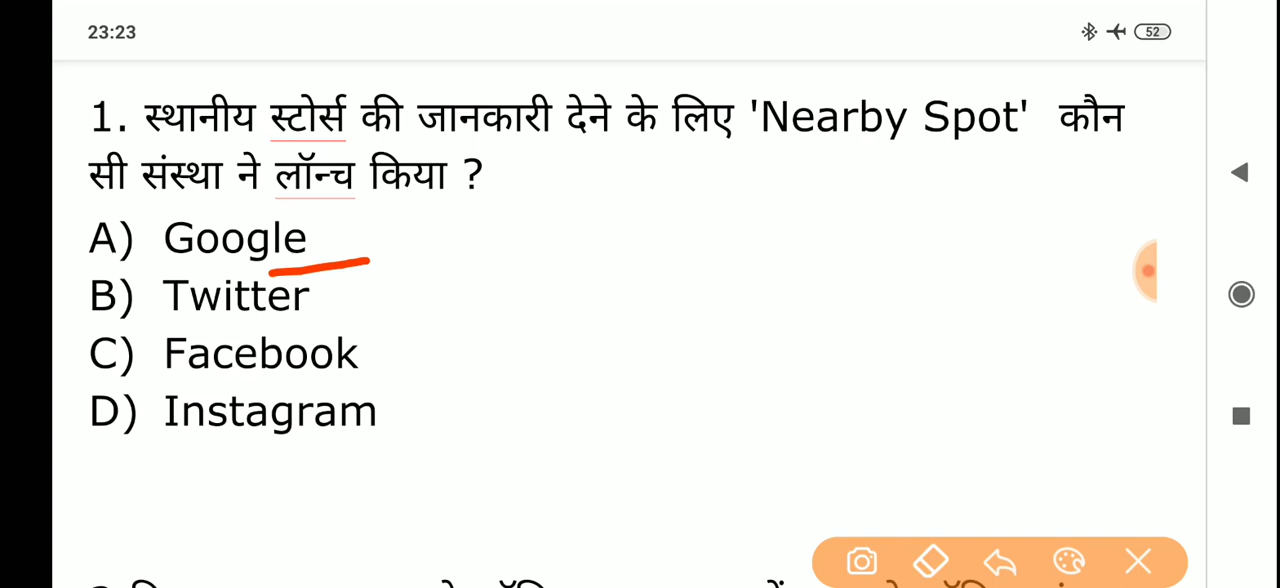 23:23
52
1. स्थानीय स्टोर्स की जानकारी देने के लिए 'Nearby Spot' कौन
सी संस्था ने लॉन्च किया ?
A) Google
B) Twitter
C) Facebook
D) Instagram